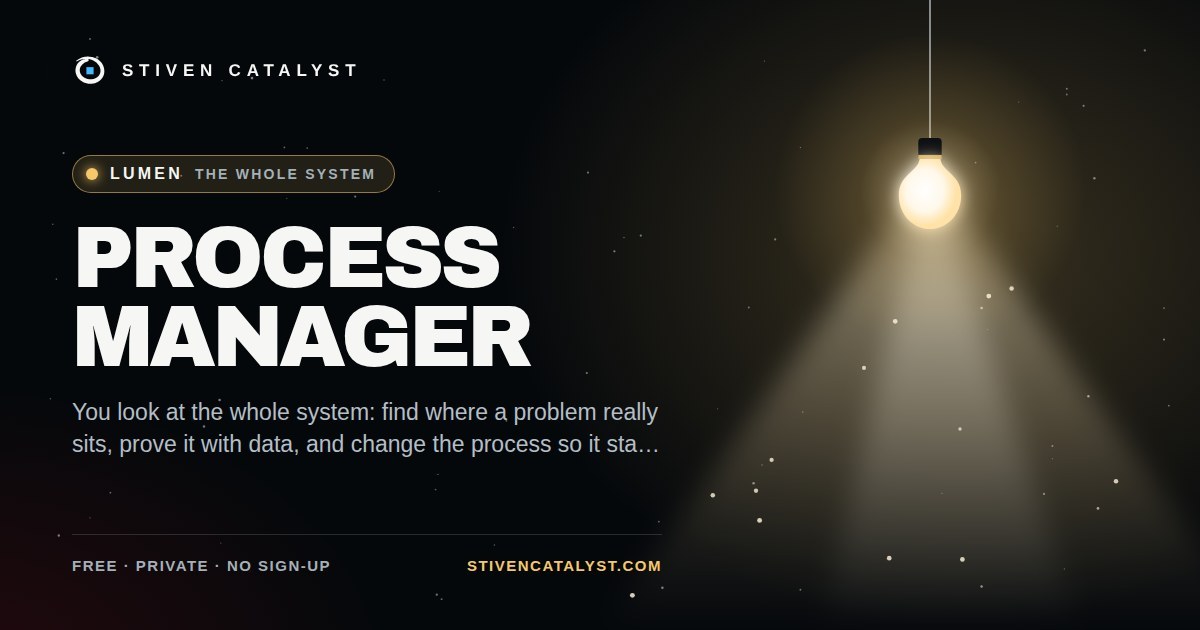 STIVEN CATALYST
LUMEN THE WHOLE SYSTEM
PROCESS
MANAGER
You look at the whole system: find where a problem really
sits, prove it with data, and change the process so it sta…
FREE · PRIVATE · NO SIGN-UP
STIVENCATALYST.COM